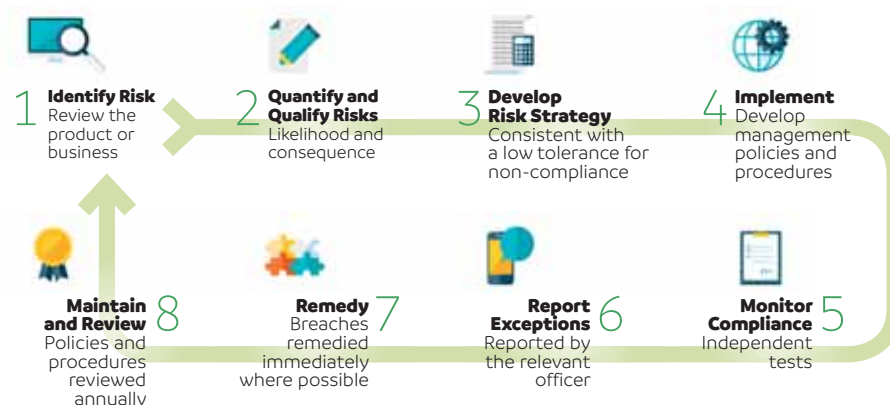 1
Identify Risk
Review the
product or
business
2
Quantify and
Qualify Risks
Likelihood and
consequence
3
Develop
Risk Strategy
Consistent with
a low tolerance for
non-compliance
4
Implement
Develop
management
policies and
procedures
5
Monitor
Compliance
Independent
tests
6
Report
Exceptions
Reported by
the relevant
officer
7
Remedy
Breaches
remedied
immediately
where possible
8
Maintain
and Review
Policies and
procedures
reviewed
annually